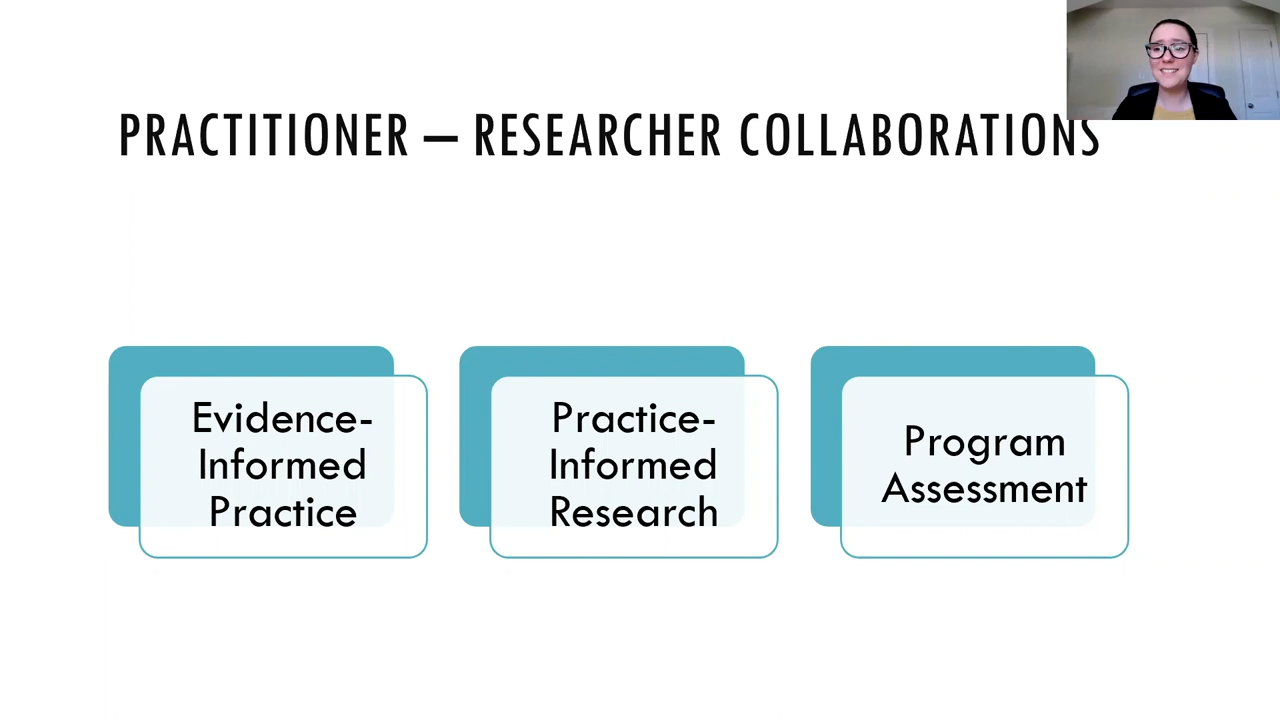 PRACTITIONER – RESEARCHER COLLABORATIONS
Evidence-
Informed
Practice
Practice-
Informed
Research
Program
Assessment